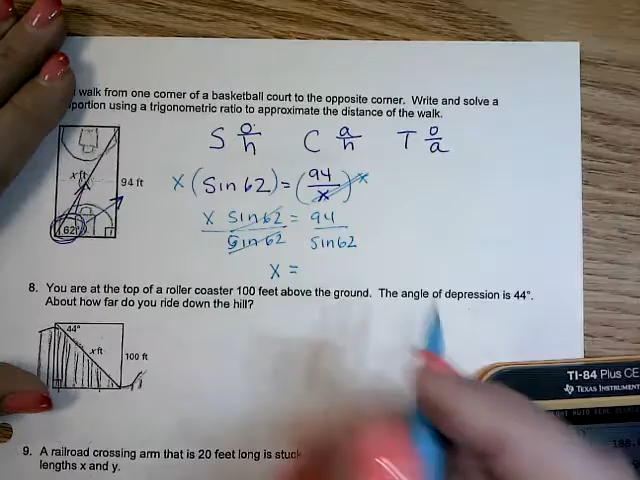 walk from one corner of a basketball court to the opposite corner. Write and solve a
portion using a trigonometric ratio to approximate the distance of the walk.
S o/h C a/h T o/a
x ft
94 ft
62°
x (Sin 62) = (94/x) x
x sin 62 = 94
sin 62 sin 62
x =
8. You are at the top of a roller coaster 100 feet above the ground. The angle of depression is 44°.
About how far do you ride down the hill?
44°
x ft
100 ft
TI-84 Plus CE
TEXAS INSTRUMENT
9. A railroad crossing arm that is 20 feet long is stuck
lengths x and y.